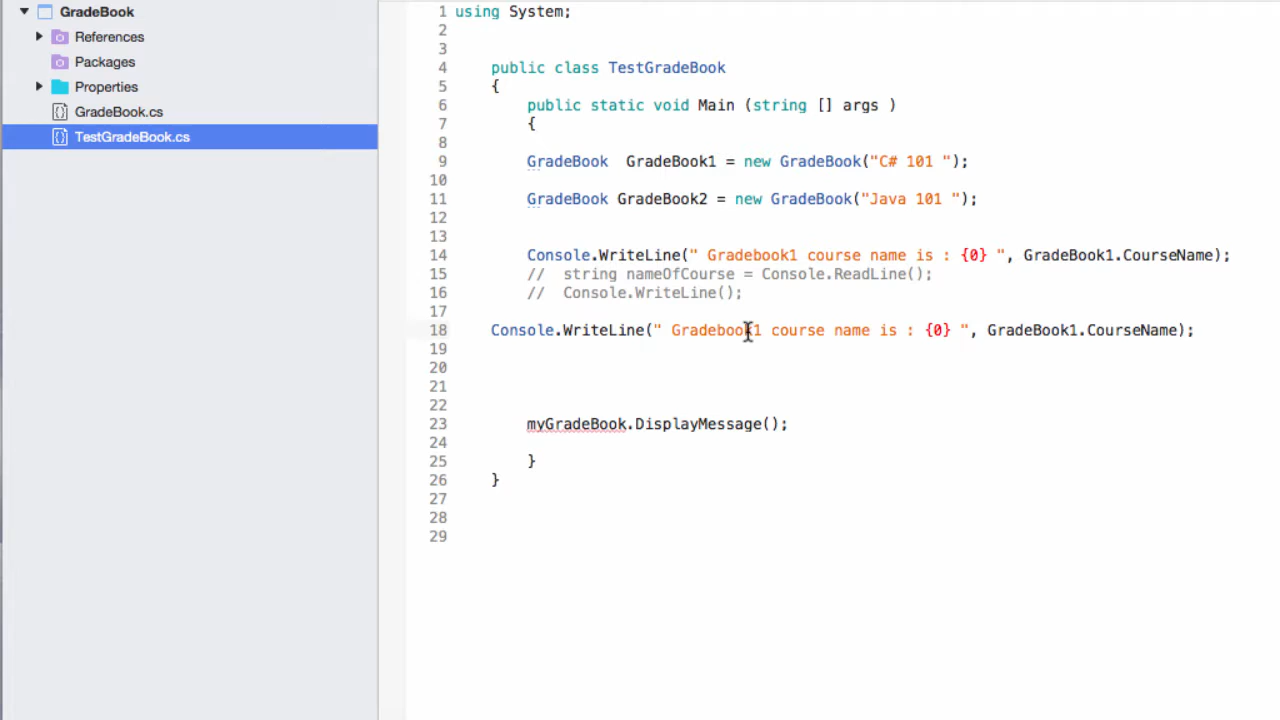 GradeBook
References
Packages
Properties
GradeBook.cs
TestGradeBook.cs
1 using System;
2
3
4 public class TestGradeBook
5 {
6 public static void Main (string [] args )
7 {
8
9 GradeBook  GradeBook1 = new GradeBook("C# 101 ");
10
11 GradeBook GradeBook2 = new GradeBook("Java 101 ");
12
13
14 Console.WriteLine(" Gradebook1 course name is : {0} ", GradeBook1.CourseName);
15 //  string nameOfCourse = Console.ReadLine();
16 //  Console.WriteLine();
17
18 Console.WriteLine(" Gradebook1 course name is : {0} ", GradeBook1.CourseName);
19
20
21
22
23 myGradeBook.DisplayMessage();
24
25 }
26 }
27
28
29